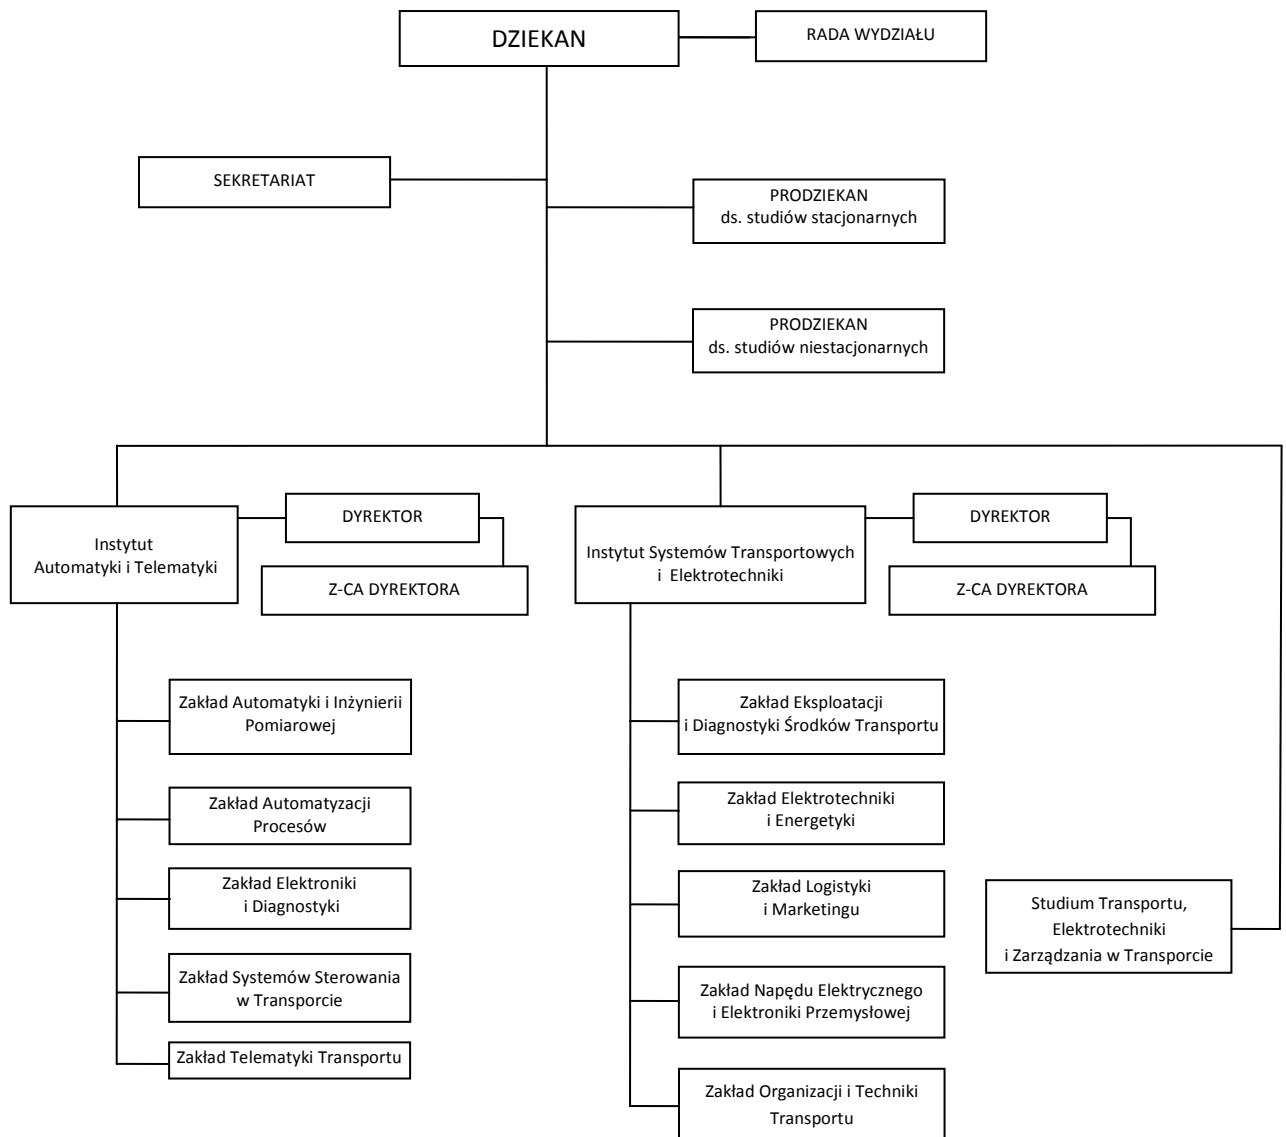 DZIEKAN
RADA WYDZIAŁU
SEKRETARIAT
PRODZIEKAN
ds. studiów stacjonarnych
PRODZIEKAN
ds. studiów niestacjonarnych
Instytut
Automatyki i Telematyki
DYREKTOR
Z-CA DYREKTORA
Zakład Automatyki i Inżynierii
Pomiarowej
Zakład Automatyzacji
Procesów
Zakład Elektroniki
i Diagnostyki
Zakład Systemów Sterowania
w Transporcie
Zakład Telematyki Transportu
Instytut Systemów Transportowych
i Elektrotechniki
DYREKTOR
Z-CA DYREKTORA
Zakład Eksploatacji
i Diagnostyki Środków Transportu
Zakład Elektrotechniki
i Energetyki
Zakład Logistyki
i Marketingu
Zakład Napędu Elektrycznego
i Elektroniki Przemysłowej
Zakład Organizacji i Techniki
Transportu
Studium Transportu,
Elektrotechniki
i Zarządzania w Transporcie